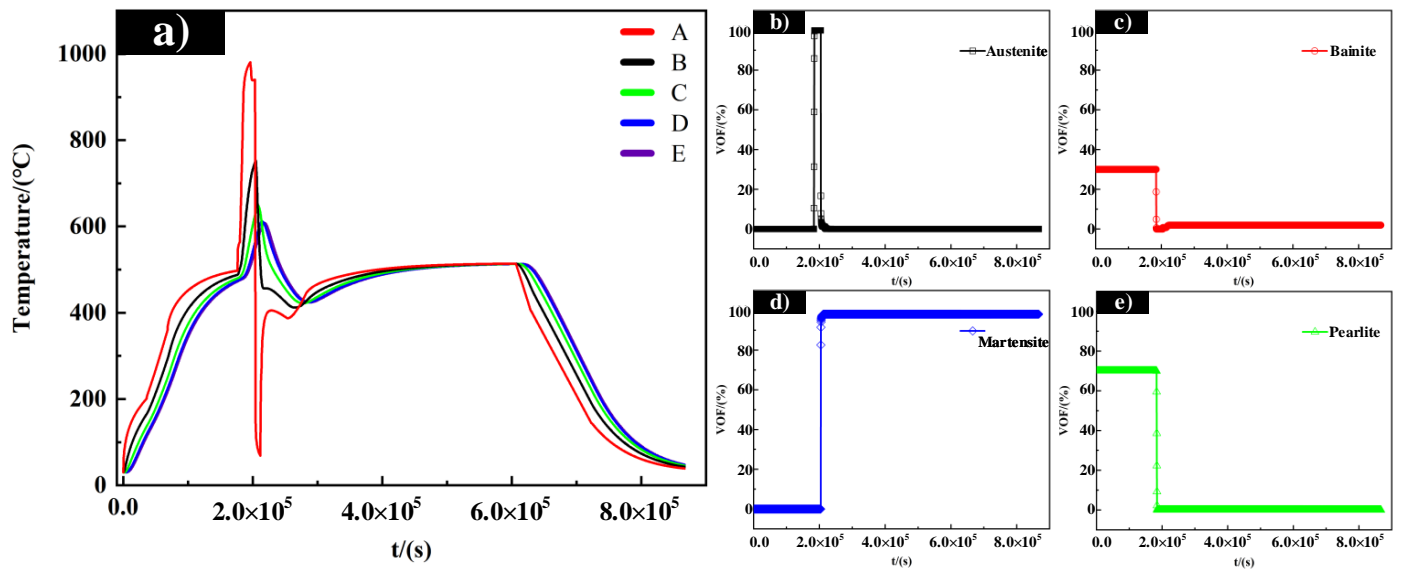 a)
A
B
C
D
E
Temperature/(℃)
1000
800
600
400
200
0
0.0
2.0×10⁵
4.0×10⁵
6.0×10⁵
8.0×10⁵
t/(s)
b)
Austenite
VOF/(%)
100
80
60
40
20
0
0.0
2.0×10⁵
4.0×10⁵
6.0×10⁵
8.0×10⁵
t/(s)
c)
Bainite
VOF/(%)
100
80
60
40
20
0
0.0
2.0×10⁵
4.0×10⁵
6.0×10⁵
8.0×10⁵
t/(s)
d)
Martensite
VOF/(%)
100
80
60
40
20
0
0.0
2.0×10⁵
4.0×10⁵
6.0×10⁵
8.0×10⁵
t/(s)
e)
Pearlite
VOF/(%)
100
80
60
40
20
0
0.0
2.0×10⁵
4.0×10⁵
6.0×10⁵
8.0×10⁵
t/(s)